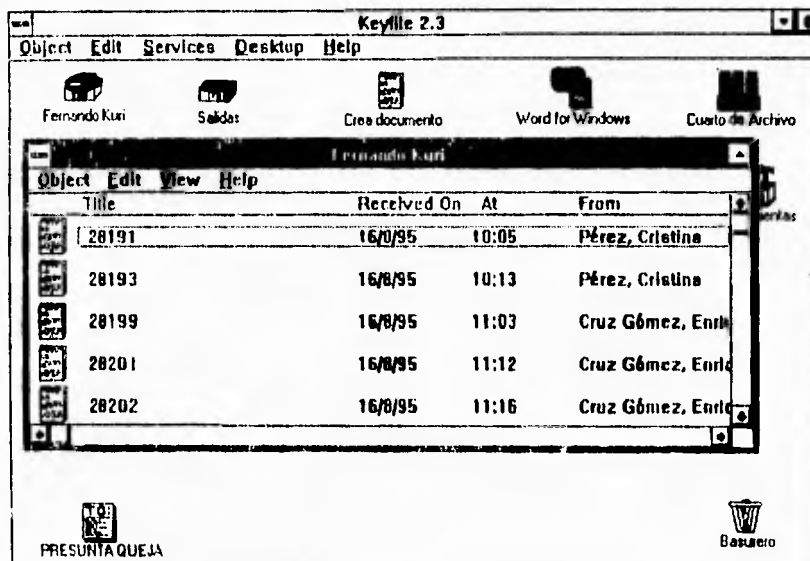 Keyfile 2.3
Object Edit Services Desktop Help
Fernando Kuri Salidas Crea documento Word for Windows Cuarto de Archivo
Fernando Kuri
Object Edit View Help
Title Received On At From
28191 16/8/95 10:05 Pérez, Cristina
28193 16/8/95 10:13 Pérez, Cristina
28199 16/8/95 11:03 Cruz Gómez, Enri
28201 16/8/95 11:12 Cruz Gómez, Enri
28202 16/8/95 11:16 Cruz Gómez, Enri
PRESUNTA QUEJA
Basurero